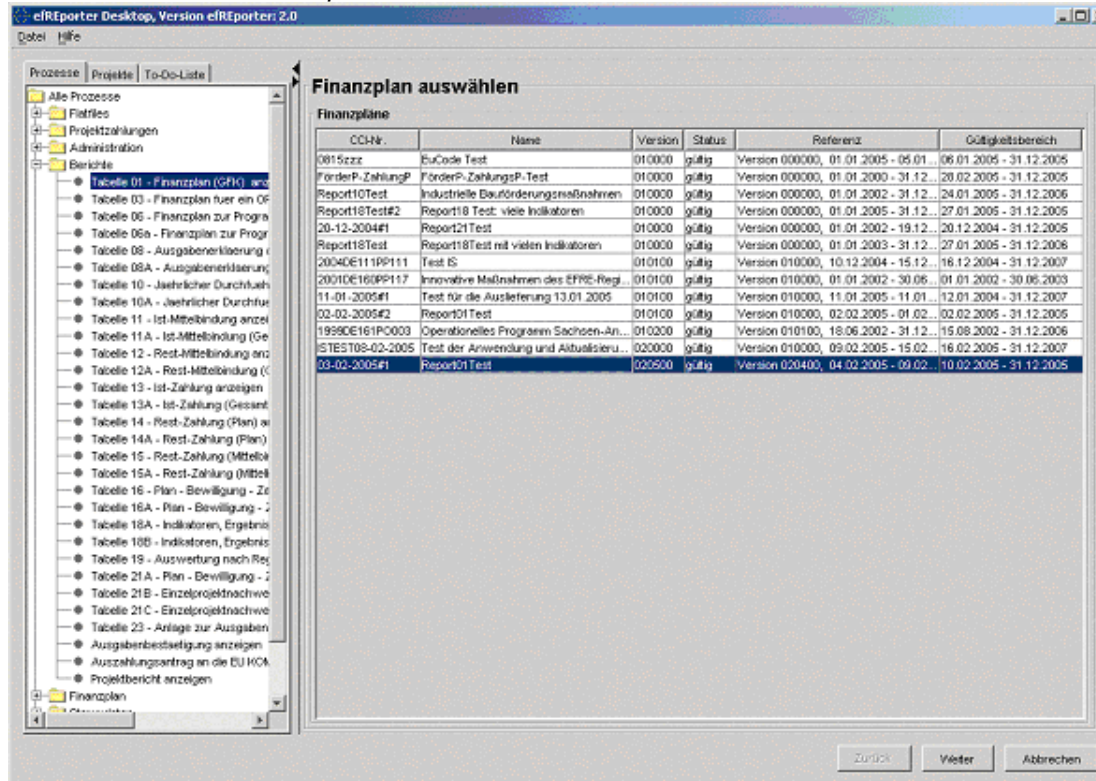 efREporter Desktop, Version efREporter: 2.0
Datei Hilfe
Prozesse Projekte To-Do-Liste
Alle Prozesse
Flatfiles
Projektzahlungen
Administration
Berichte
Tabelle 01 - Finanzplan (GFK) anz
Tabelle 03 - Finanzplan fuer ein OP
Tabelle 06 - Finanzplan zur Progra
Tabelle 06a - Finanzplan zur Progr
Tabelle 08 - Ausgabenerklaerung
Tabelle 08A - Ausgabenerklaerung
Tabelle 10 - Jaehrlicher Durchfueh
Tabelle 10A - Jaehrlicher Durchfue
Tabelle 11 - Ist-Mittelbindung anzei
Tabelle 11A - Ist-Mittelbindung (Ge
Tabelle 12 - Rest-Mittelbindung anz
Tabelle 12A - Rest-Mittelbindung (G
Tabelle 13 - Ist-Zahlung anzeigen
Tabelle 13A - Ist-Zahlung (Gesamt
Tabelle 14 - Rest-Zahlung (Plan) a
Tabelle 14A - Rest-Zahlung (Plan)
Tabelle 15 - Rest-Zahlung (Mittelbi
Tabelle 15A - Rest-Zahlung (Mittel
Tabelle 16 - Plan - Bewilligung - Za
Tabelle 16A - Plan - Bewilligung - Z
Tabelle 18A - Indikatoren, Ergebnis
Tabelle 18B - Indikatoren, Ergebnis
Tabelle 19 - Auswertung nach Reg
Tabelle 21A - Plan - Bewilligung - Z
Tabelle 21B - Einzelprojektnachwe
Tabelle 21C - Einzelprojektnachwe
Tabelle 23 - Anlage zur Ausgaben
Ausgabenbestaetigung anzeigen
Auszahlungsantrag an die EU KOM
Projektbericht anzeigen
Finanzplan
Finanzplan auswählen
Finanzpläne
CCI-Nr. Name Version Status Referenz Gültigkeitsbereich
0815zzz EuCode Test 010000 gültig Version 000000, 01.01.2005 - 05.01... 06.01.2005 - 31.12.2005
FörderP-ZahlungP FörderP-ZahlungsP-Test 010000 gültig Version 000000, 01.01.2000 - 31.12... 28.02.2005 - 31.12.2005
Report10Test Industrielle Bauförderungsmaßnahmen 010000 gültig Version 000000, 01.01.2000 - 31.12... 24.01.2005 - 31.12.2006
Report18Test#2 Report18 Test: viele Indikatoren 010000 gültig Version 000000, 01.01.2005 - 31.12... 27.01.2005 - 31.12.2005
20-12-2004#1 Report21Test 010000 gültig Version 000000, 01.01.2002 - 19.12... 20.12.2004 - 31.12.2005
Report18Test Report18Test mit vielen Indikatoren 010000 gültig Version 000000, 01.01.2003 - 31.12... 27.01.2005 - 31.12.2006
2004DE111PP111 Test IS 010100 gültig Version 010000, 10.12.2004 - 15.12... 16.12.2004 - 31.12.2007
2001DE160PP117 Innovative Maßnahmen des EFRE-Regi... 010100 gültig Version 010000, 01.01.2002 - 30.06... 01.01.2002 - 30.06.2003
11-01-2005#1 Test für die Auslieferung 13.01.2005 010100 gültig Version 010000, 11.01.2005 - 11.01... 12.01.2004 - 31.12.2007
02-02-2005#2 Report01Test 010100 gültig Version 010000, 02.02.2005 - 01.02... 02.02.2005 - 31.12.2005
1999DE161PO003 Operationelles Programm Sachsen-An... 010200 gültig Version 010100, 18.06.2002 - 31.12... 15.08.2002 - 31.12.2006
ISTEST08-02-2005 Test der Anwendung und Aktualisieru... 020000 gültig Version 010000, 09.02.2005 - 15.02... 16.02.2005 - 31.12.2007
03-02-2005#1 Report01Test 020500 gültig Version 020400, 04.02.2005 - 09.02... 10.02.2005 - 31.12.2005
Zurück Weiter Abbrechen